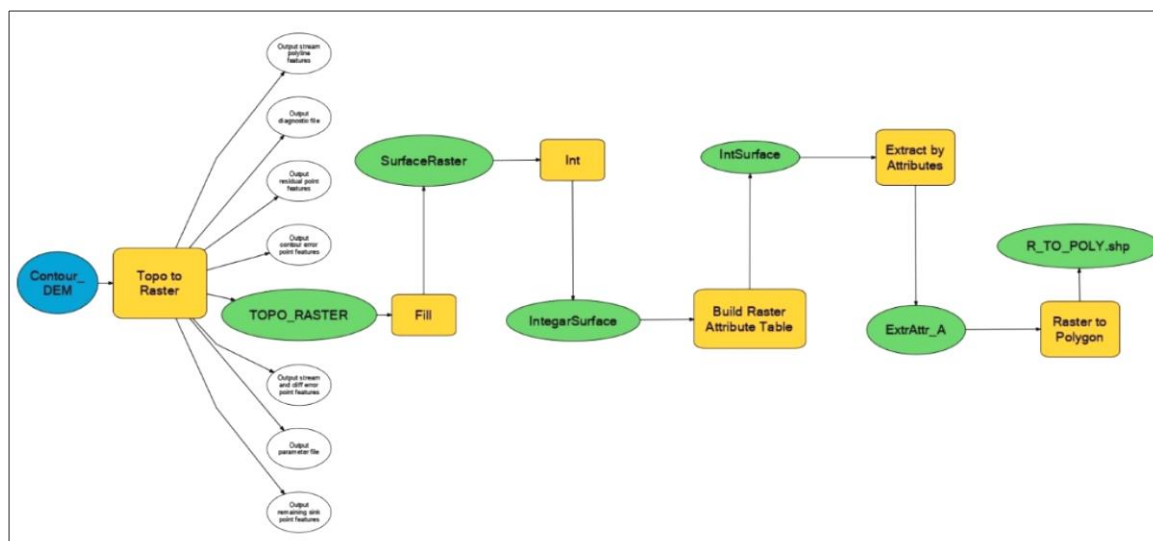 Output stream
polyline
features
Output
diagnostic file
Output
residual point
features
Output
contour error
point features
Contour_
DEM
Topo to
Raster
TOPO_RASTER
Output stream
and diff error
point features
Output
parameter file
Output
remaining sink
point features
Fill
SurfaceRaster
Int
IntegarSurface
Build Raster
Attribute Table
IntSurface
Extract by
Attributes
ExtrAttr_A
Raster to
Polygon
R_TO_POLY.shp